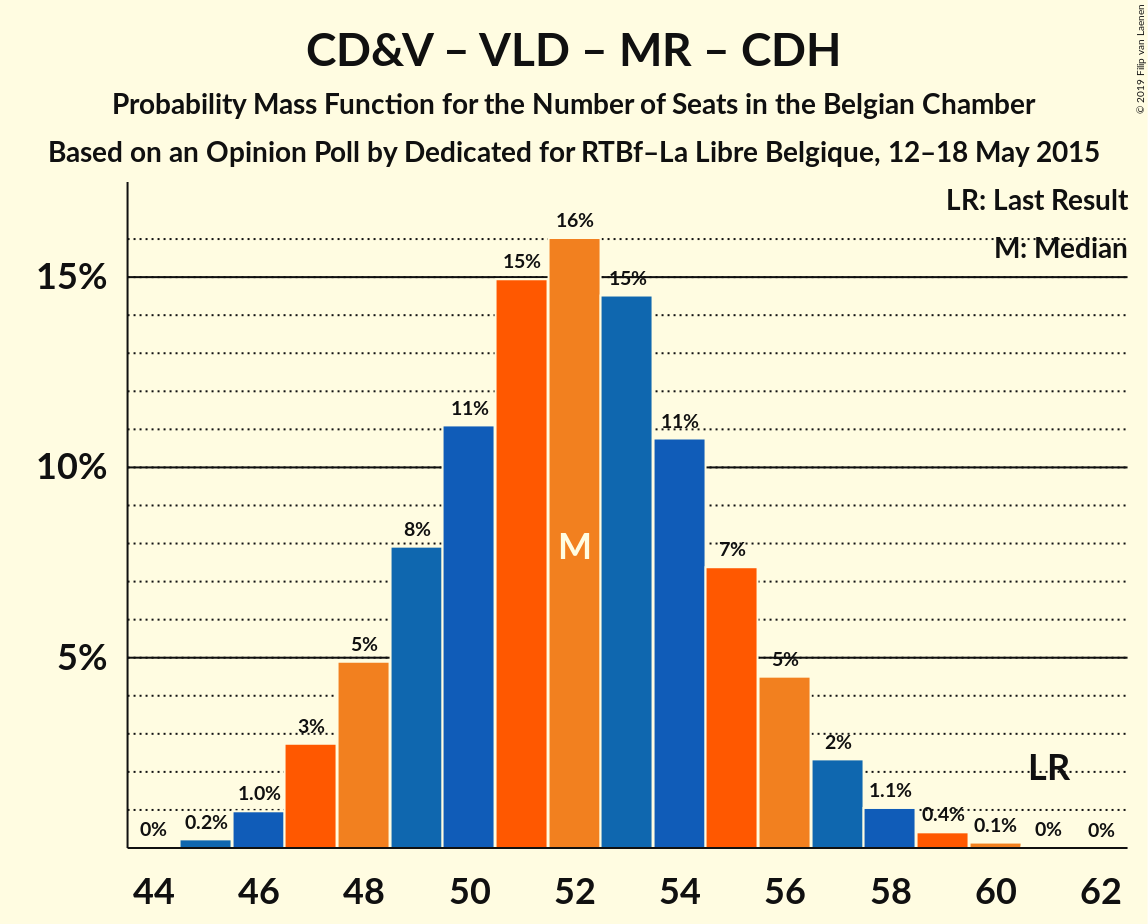 CD&V – VLD – MR – CDH
Probability Mass Function for the Number of Seats in the Belgian Chamber
Based on an Opinion Poll by Dedicated for RTBf–La Libre Belgique, 12–18 May 2015
© 2019 Filip van Laenen
LR: Last Result
M: Median
15%
10%
5%
0%
0.2%
1.0%
3%
5%
8%
11%
15%
16%
15%
11%
7%
5%
2%
1.1%
0.4%
0.1%
0%
0%
M
LR
44 46 48 50 52 54 56 58 60 62